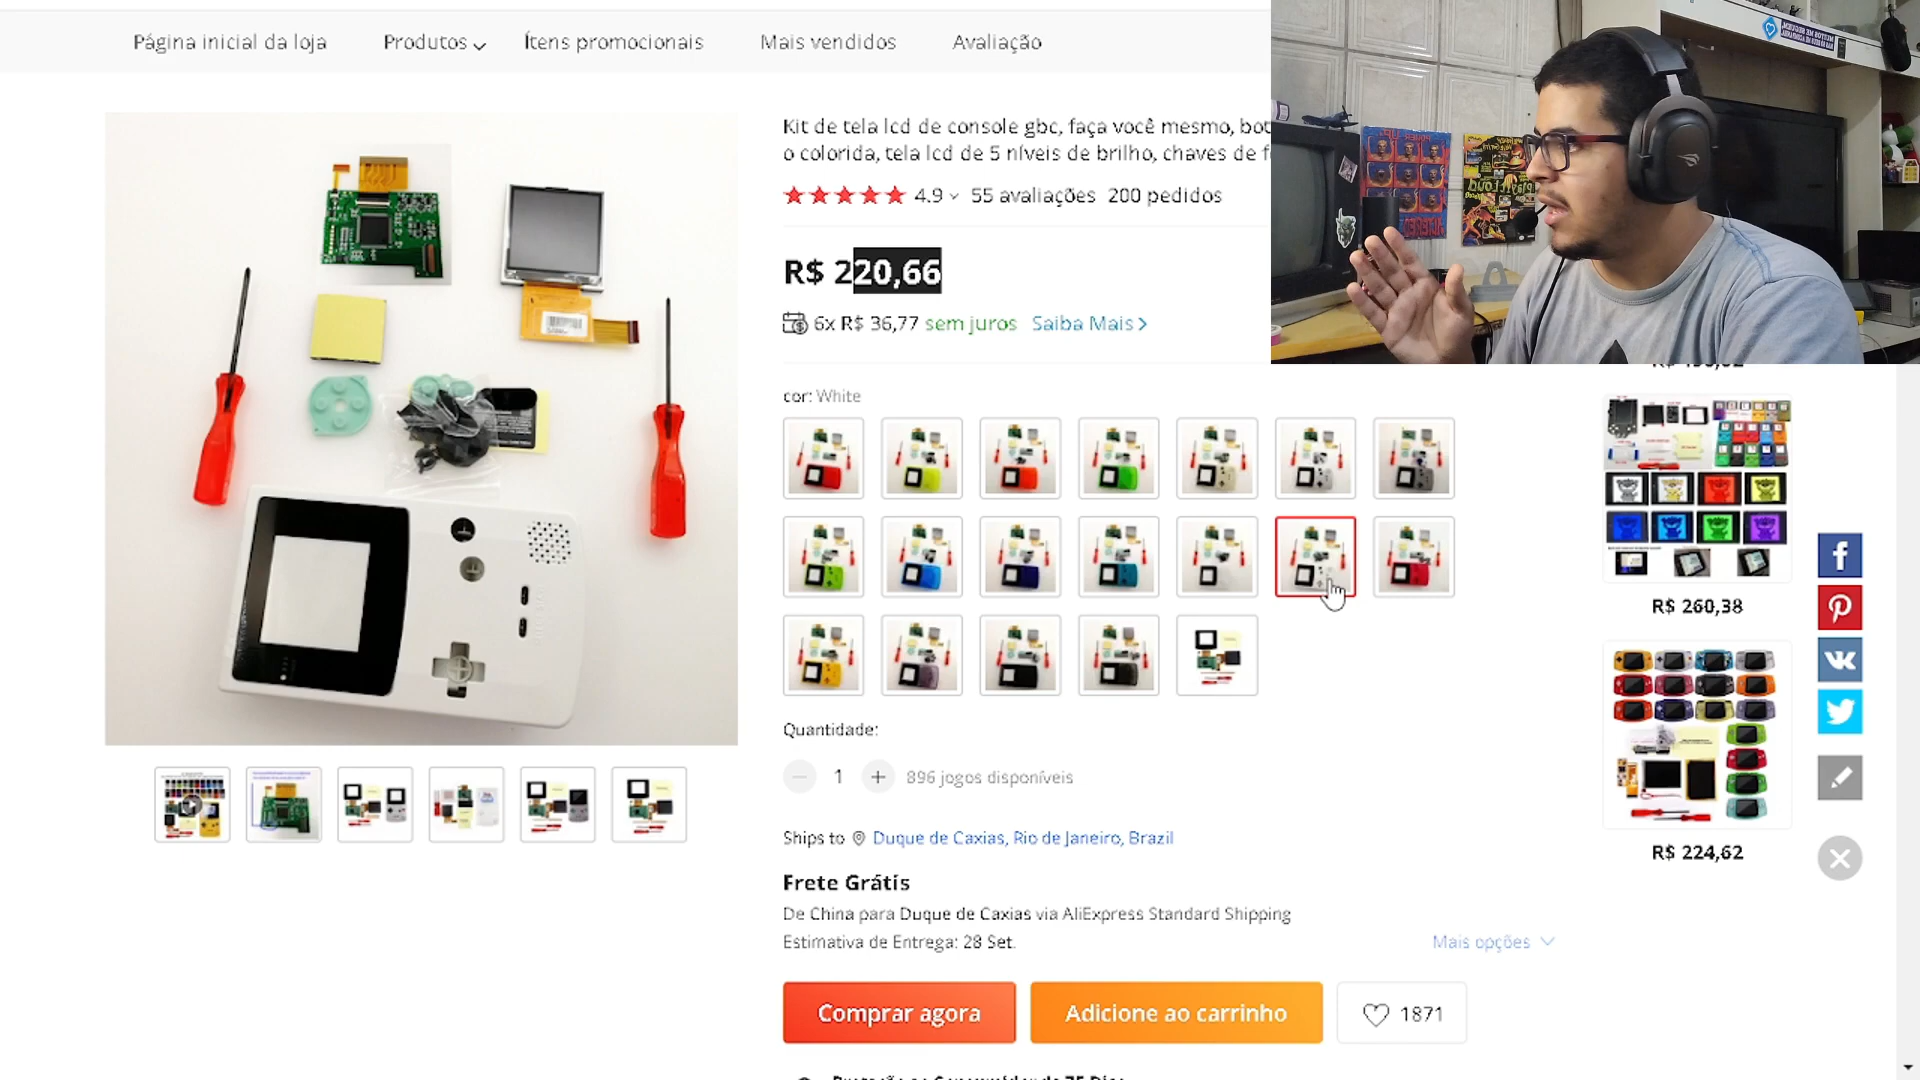 Página inicial da loja
Produtos
Ítens promocionais
Mais vendidos
Avaliação
Kit de tela lcd de console gbc, faça você mesmo, bot
o colorida, tela lcd de 5 níveis de brilho, chaves de f
4.9 55 avaliações 200 pedidos
R$ 220,66
6x R$ 36,77 sem juros Saiba Mais
cor: White
Quantidade:
1
896 jogos disponíveis
Ships to Duque de Caxias, Rio de Janeiro, Brazil
Frete Grátis
De China para Duque de Caxias via AliExpress Standard Shipping
Estimativa de Entrega: 28 Set.
Mais opções
Comprar agora
Adicione ao carrinho
1871
R$ 260,38
R$ 224,62